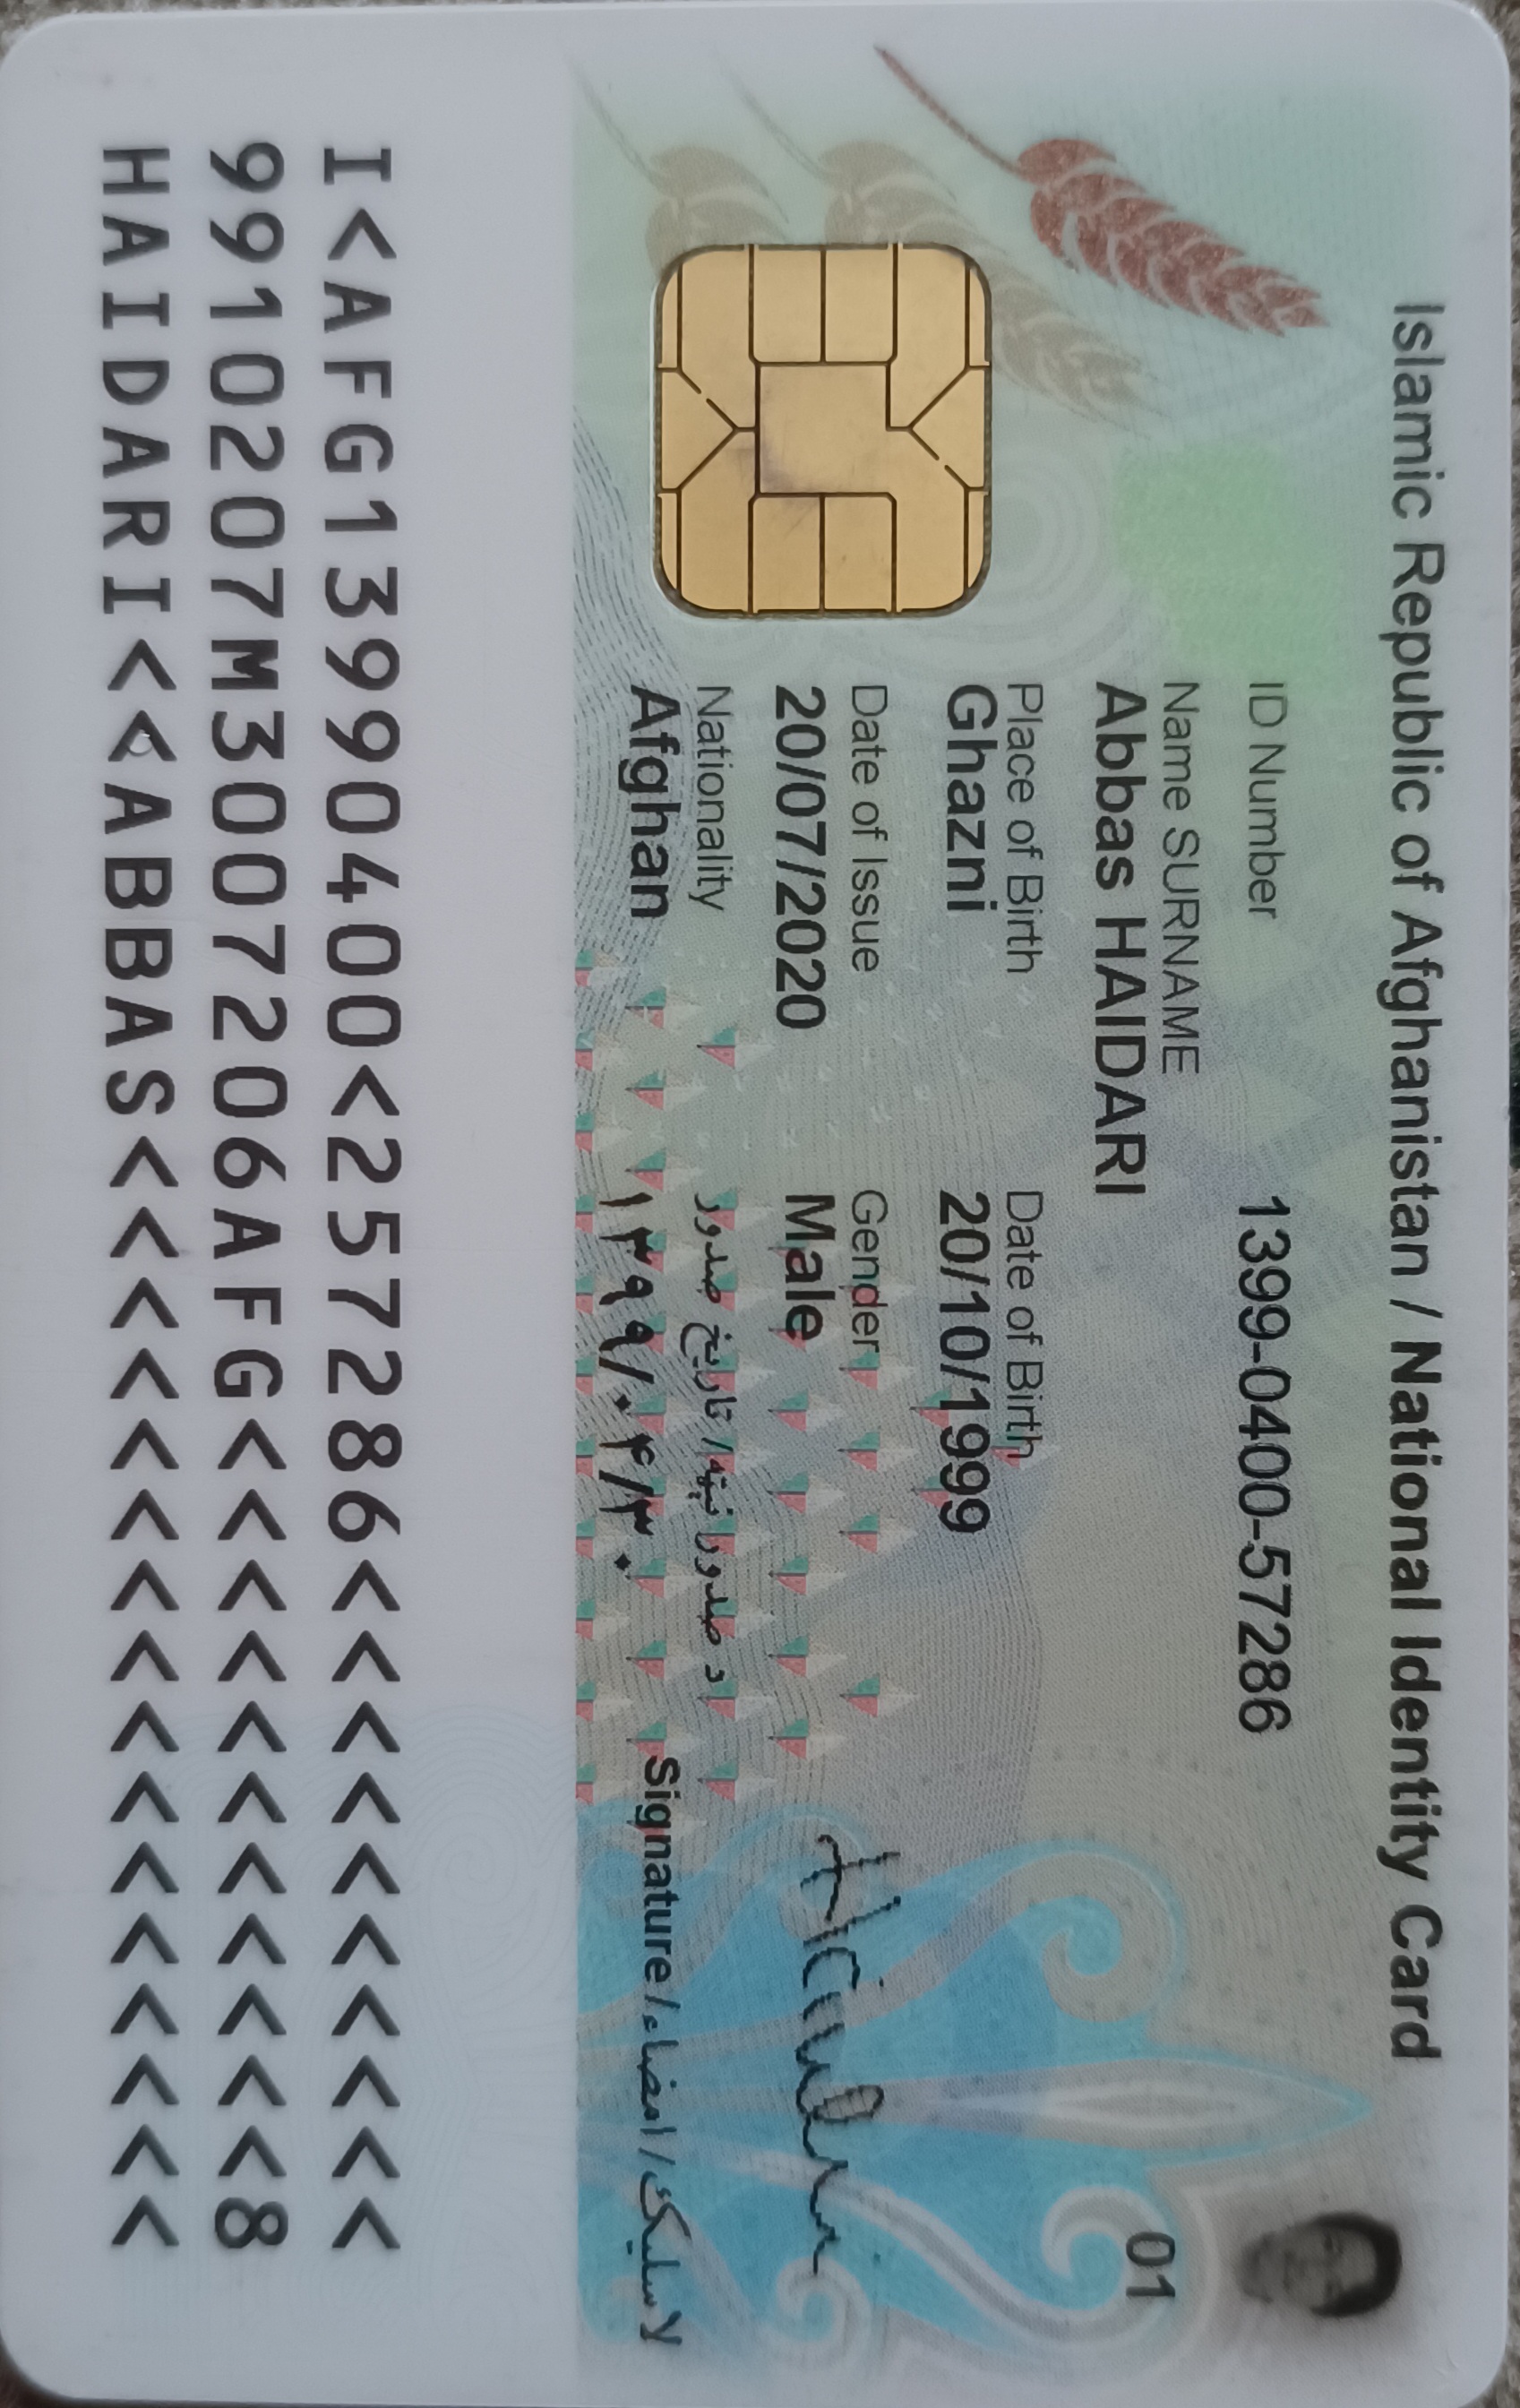 Islamic Republic of Afghanistan / National Identity Card
ID Number
1399-0400-57286
Name SURNAME
Abbas HAIDARI
01
Place of Birth
Date of Birth
Ghazni
20/10/1999
Date of Issue
Gender
20/07/2020
Male
Nationality
د صدور نېټه/ تاریخ صدور
Afghan
۱۳۹۹/۰۴/۳۰
Signature/امضاء/لاسلیک
I<AFG13990400<257286<<<<<<<<<<
9910207M3007206AFG<<<<<<<<<<<8
HAIDARI<<ABBAS<<<<<<<<<<<<<<<<